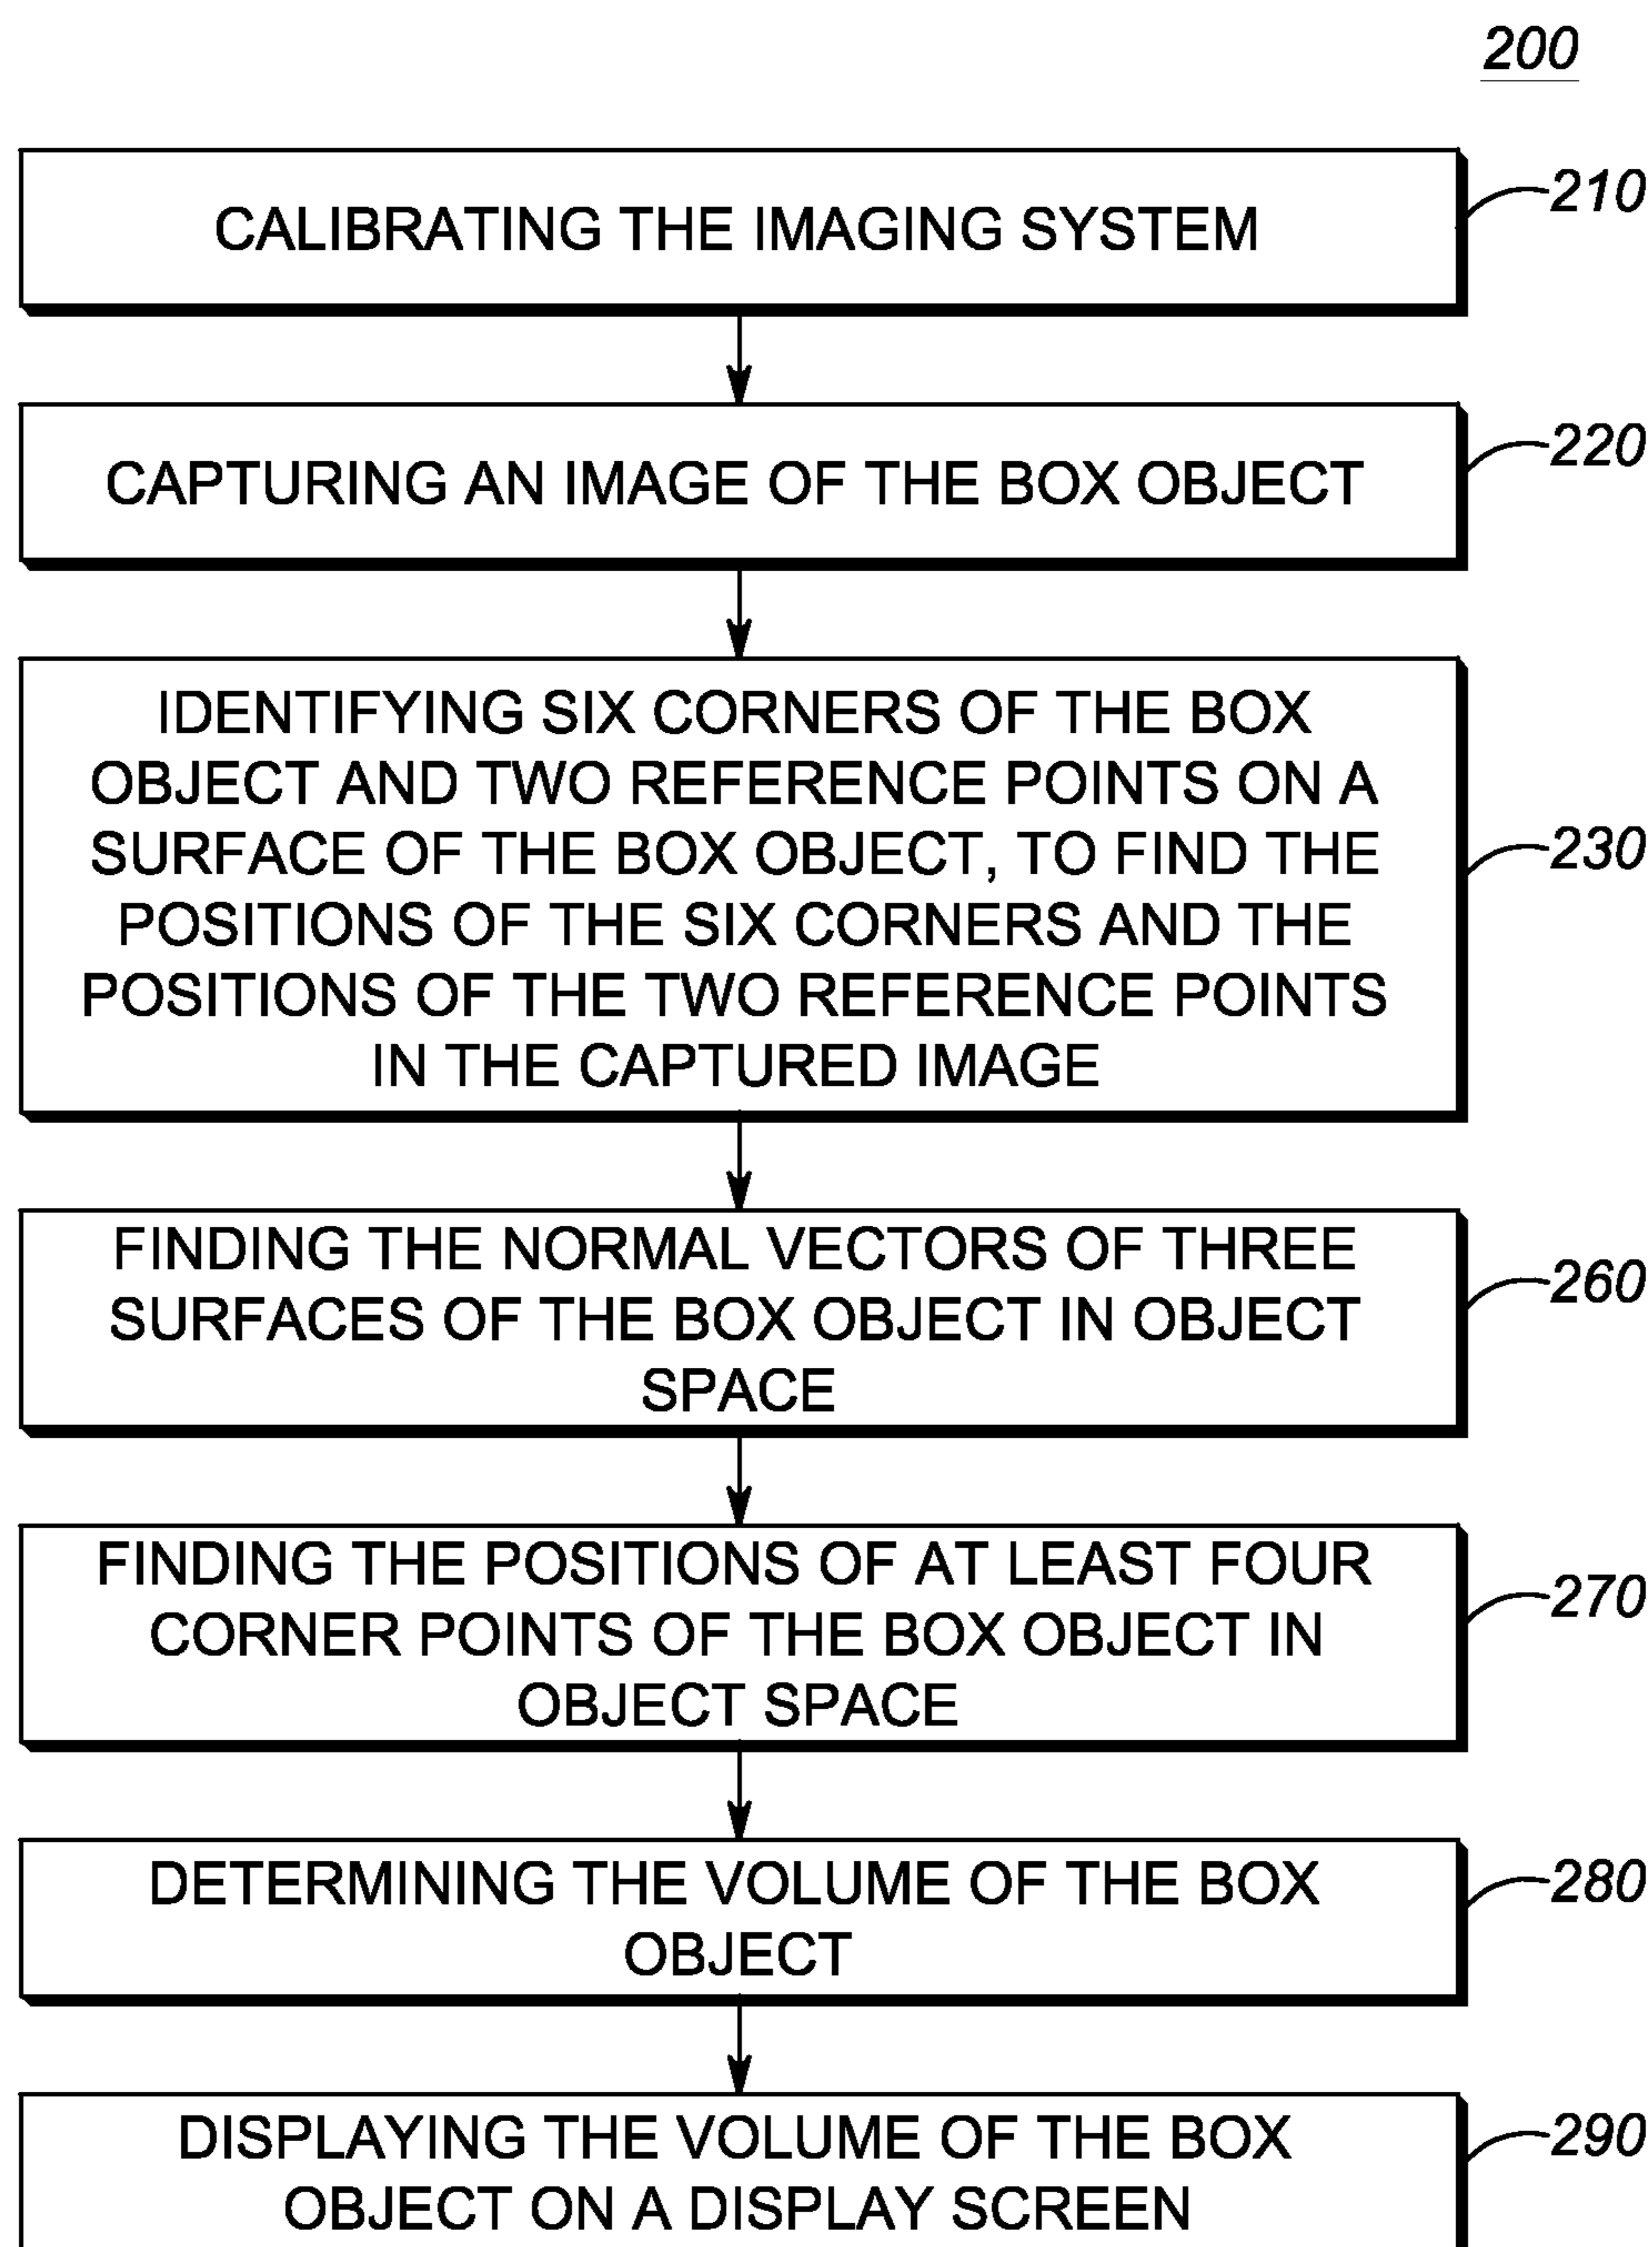 200
CALIBRATING THE IMAGING SYSTEM
210
CAPTURING AN IMAGE OF THE BOX OBJECT
220
IDENTIFYING SIX CORNERS OF THE BOX
OBJECT AND TWO REFERENCE POINTS ON A
SURFACE OF THE BOX OBJECT, TO FIND THE
POSITIONS OF THE SIX CORNERS AND THE
POSITIONS OF THE TWO REFERENCE POINTS
IN THE CAPTURED IMAGE
230
FINDING THE NORMAL VECTORS OF THREE
SURFACES OF THE BOX OBJECT IN OBJECT
SPACE
260
FINDING THE POSITIONS OF AT LEAST FOUR
CORNER POINTS OF THE BOX OBJECT IN
OBJECT SPACE
270
DETERMINING THE VOLUME OF THE BOX
OBJECT
280
DISPLAYING THE VOLUME OF THE BOX
OBJECT ON A DISPLAY SCREEN
290